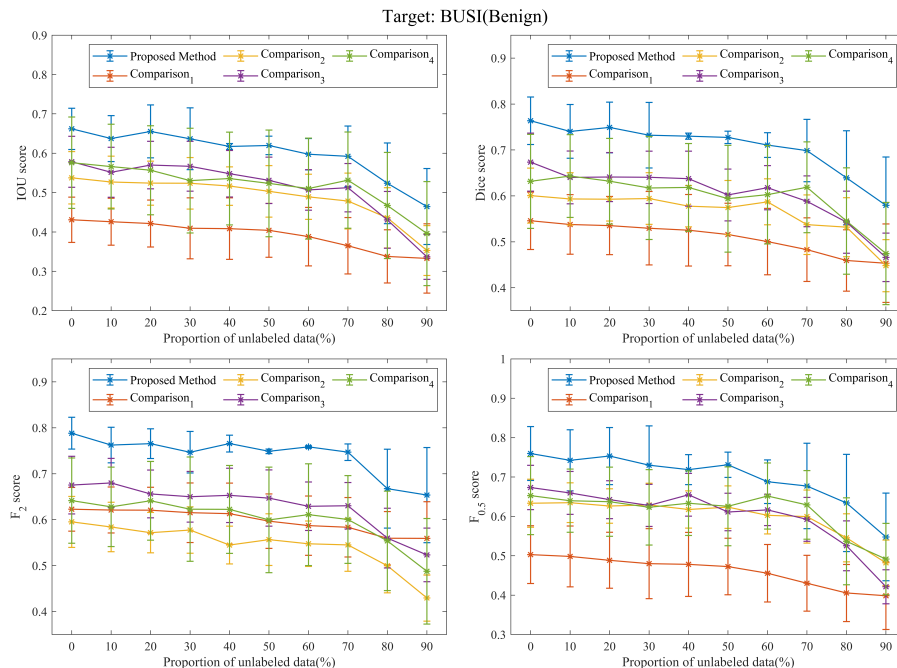 Target: BUSI(Benign)
0.9
0.8
0.7
0.6
0.5
0.4
0.3
0.2
IOU score
Proposed Method
Comparison1
Comparison2
Comparison3
Comparison4
0 10 20 30 40 50 60 70 80 90
Proportion of unlabeled data(%)
0.9
0.8
0.7
0.6
0.5
0.4
Dice score
Proposed Method
Comparison1
Comparison2
Comparison3
Comparison4
0 10 20 30 40 50 60 70 80 90
Proportion of unlabeled data(%)
0.9
0.8
0.7
0.6
0.5
0.4
F2 score
Proposed Method
Comparison1
Comparison2
Comparison3
Comparison4
0 10 20 30 40 50 60 70 80 90
Proportion of unlabeled data(%)
1
0.9
0.8
0.7
0.6
0.5
0.4
0.3
F0.5 score
Proposed Method
Comparison1
Comparison2
Comparison3
Comparison4
0 10 20 30 40 50 60 70 80 90
Proportion of unlabeled data(%)